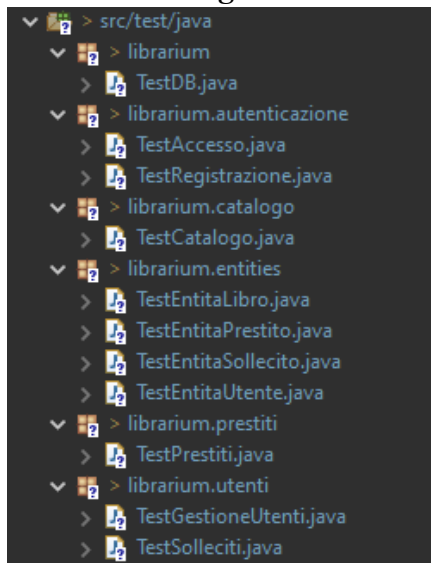 > src/test/java
> librarium
> TestDB.java
> librarium.autenticazione
> TestAccesso.java
> TestRegistrazione.java
> librarium.catalogo
> TestCatalogo.java
> librarium.entities
> TestEntitaLibro.java
> TestEntitaPrestito.java
> TestEntitaSollecito.java
> TestEntitaUtente.java
> librarium.prestiti
> TestPrestiti.java
> librarium.utenti
> TestGestioneUtenti.java
> TestSolleciti.java